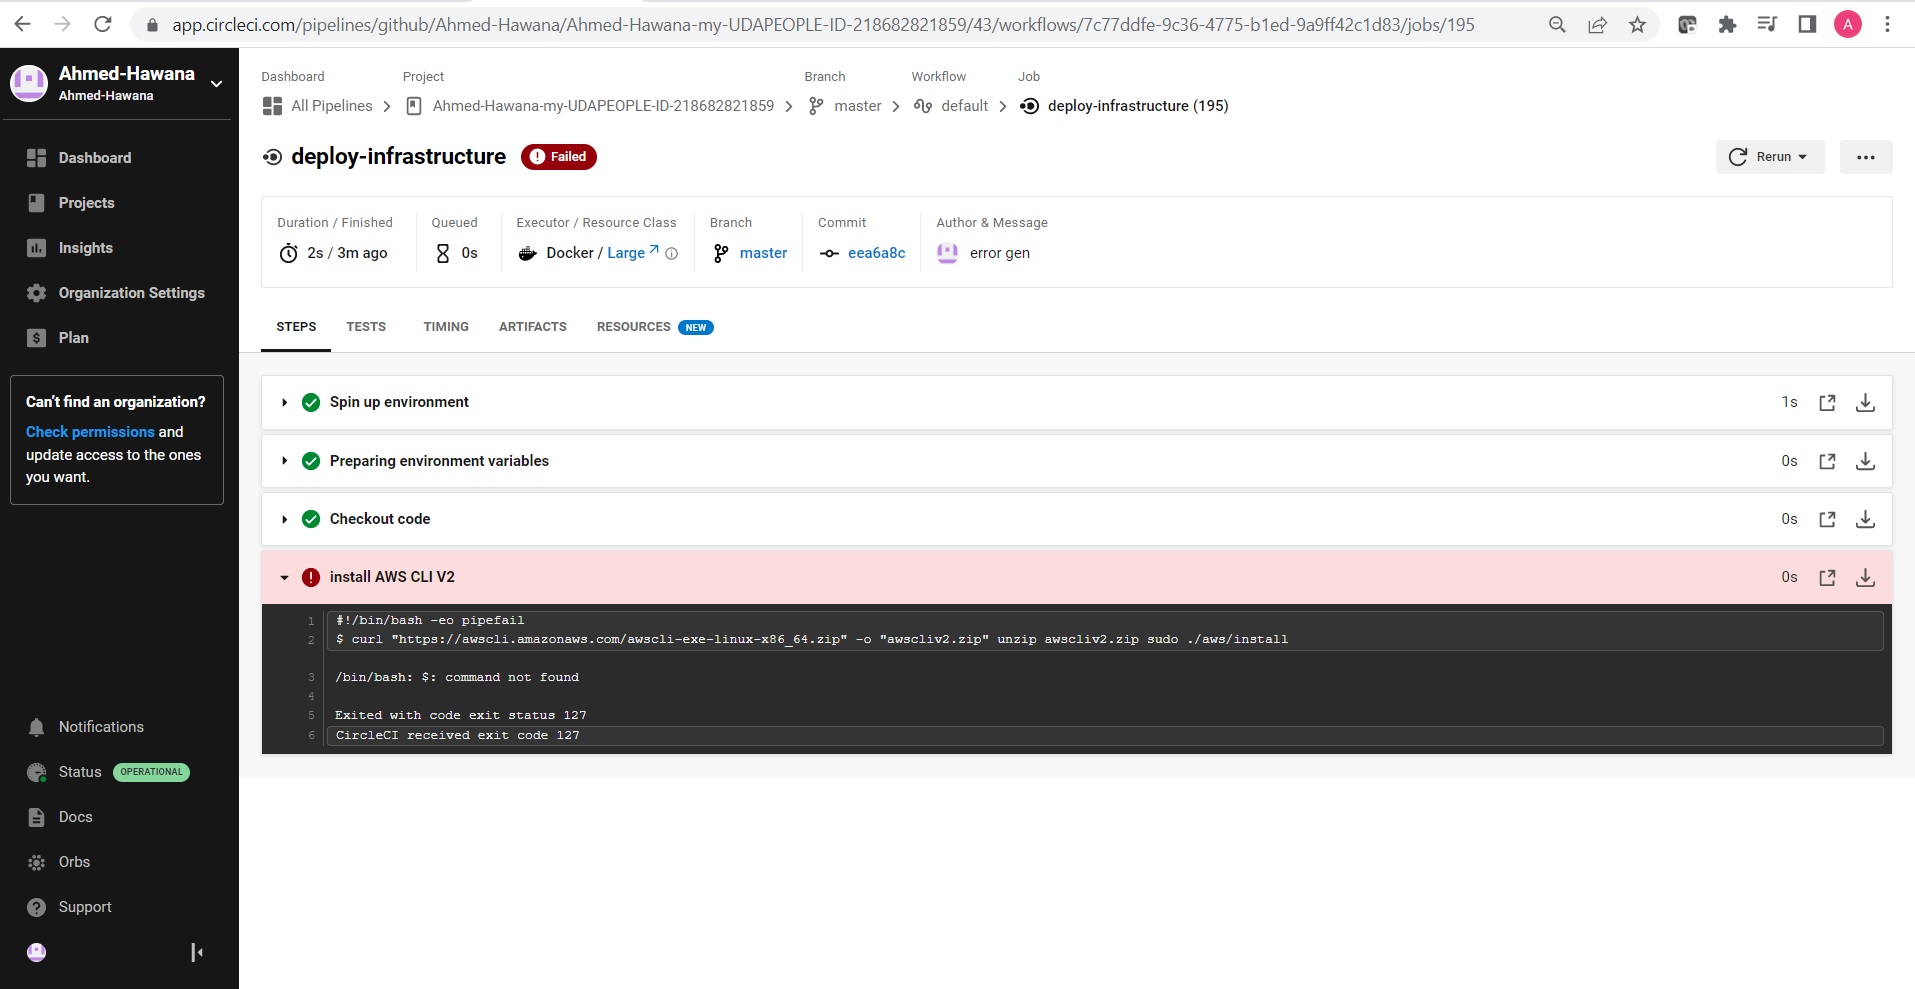 app.circleci.com/pipelines/github/Ahmed-Hawana/Ahmed-Hawana-my-UDAPEOPLE-ID-218682821859/43/workflows/7c77ddfe-9c36-4775-b1ed-9a9ff42c1d83/jobs/195
A
Ahmed-Hawana
Ahmed-Hawana
Dashboard
Projects
Insights
Organization Settings
Plan
Can't find an organization?
Check permissions and
update access to the ones
you want.
Notifications
Status OPERATIONAL
Docs
Orbs
Support
Dashboard Project Branch Workflow Job
All Pipelines Ahmed-Hawana-my-UDAPEOPLE-ID-218682821859 master default deploy-infrastructure (195)
deploy-infrastructure Failed
Rerun
Duration / Finished Queued Executor / Resource Class Branch Commit Author & Message
2s / 3m ago 0s Docker / Large master eea6a8c error gen
STEPS TESTS TIMING ARTIFACTS RESOURCES NEW
Spin up environment 1s
Preparing environment variables 0s
Checkout code 0s
install AWS CLI V2 0s
1 #!/bin/bash -eo pipefail
2 $ curl "https://awscli.amazonaws.com/awscli-exe-linux-x86_64.zip" -o "awscliv2.zip" unzip awscliv2.zip sudo ./aws/install
3 /bin/bash: $: command not found
4
5 Exited with code exit status 127
6 CircleCI received exit code 127